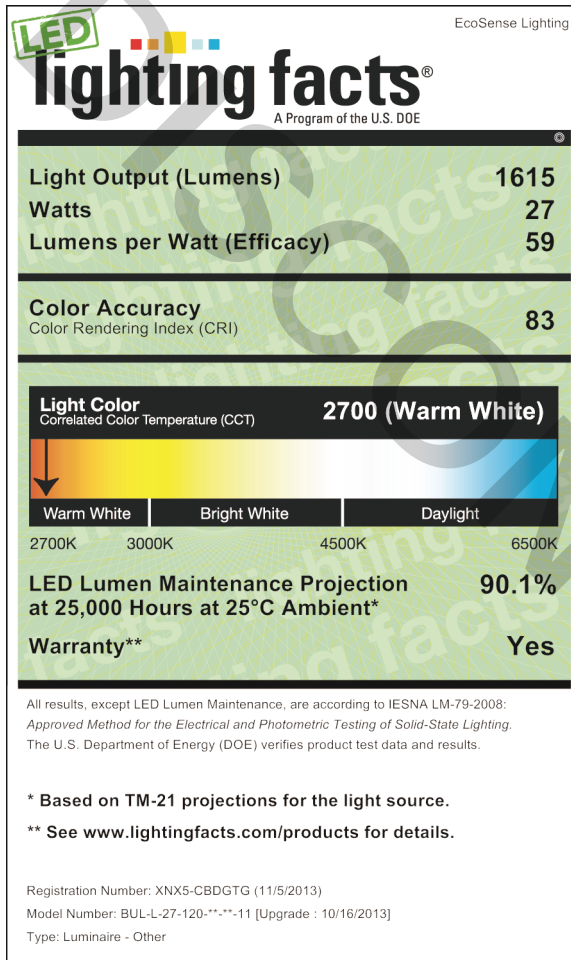 EcoSense Lighting
LED
lighting facts®
A Program of the U.S. DOE
Light Output (Lumens) 1615
Watts 27
Lumens per Watt (Efficacy) 59
Color Accuracy
Color Rendering Index (CRI) 83
Light Color
Correlated Color Temperature (CCT) 2700 (Warm White)
Warm White Bright White Daylight
2700K 3000K 4500K 6500K
LED Lumen Maintenance Projection
at 25,000 Hours at 25°C Ambient* 90.1%
Warranty** Yes
All results, except LED Lumen Maintenance, are according to IESNA LM-79-2008:
Approved Method for the Electrical and Photometric Testing of Solid-State Lighting.
The U.S. Department of Energy (DOE) verifies product test data and results.
* Based on TM-21 projections for the light source.
** See www.lightingfacts.com/products for details.
Registration Number: XNX5-CBDGTG (11/5/2013)
Model Number: BUL-L-27-120-**-**-11 [Upgrade : 10/16/2013]
Type: Luminaire - Other